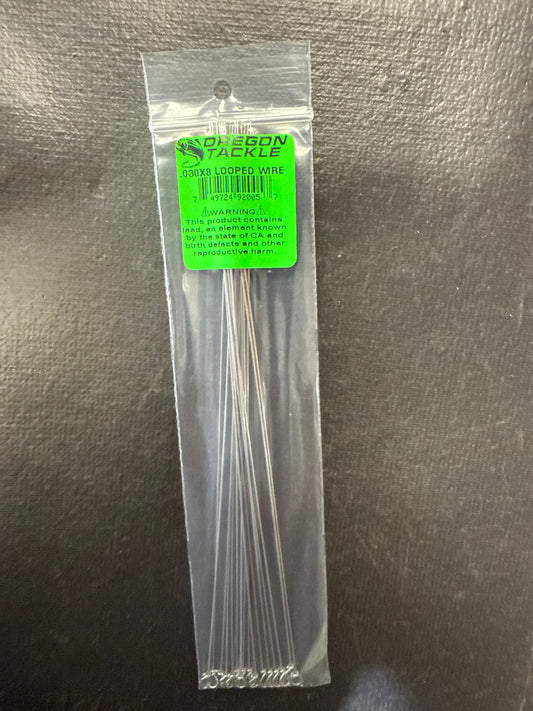 OREGON
TACKLE
.030X8 LOOPED WIRE
7 49724 92005 7
⚠WARNING⚠
This product contains
lead, an element known
by the state of CA and
birth defects and other
reproductive harm.